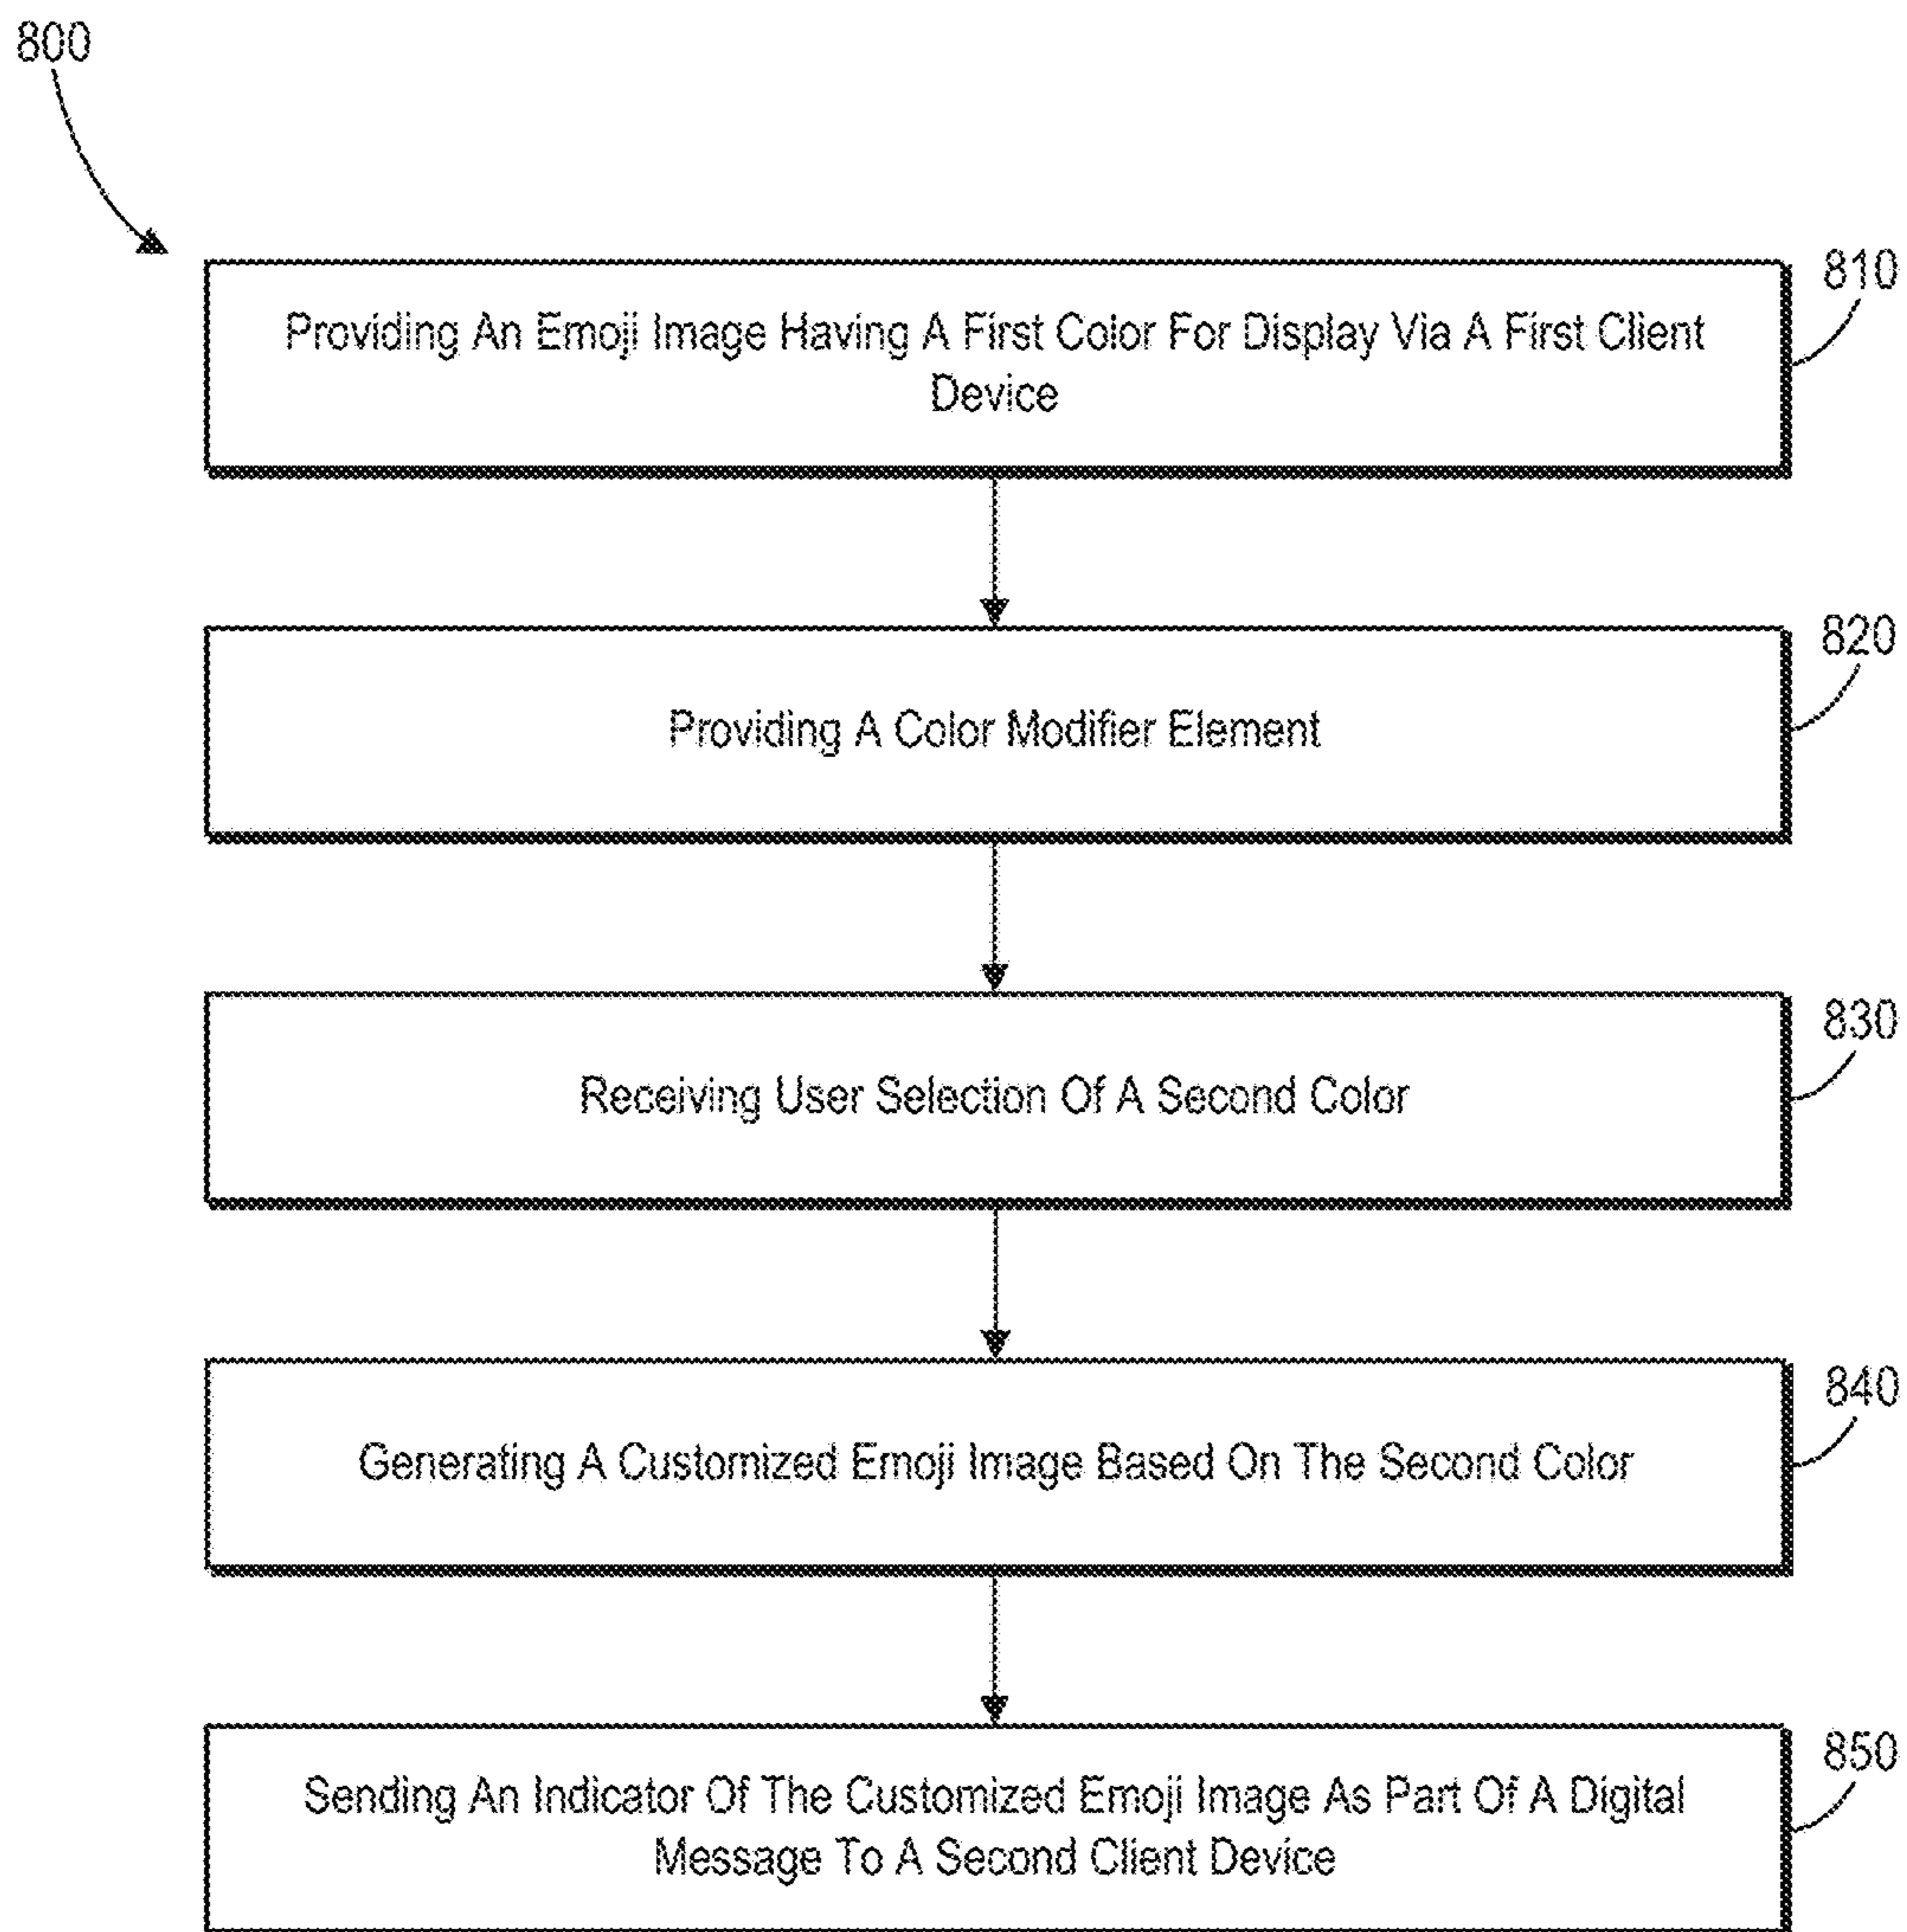 800
810
Providing An Emoji Image Having A First Color For Display Via A First Client
Device
820
Providing A Color Modifier Element
830
Receiving User Selection Of A Second Color
840
Generating A Customized Emoji Image Based On The Second Color
850
Sending An Indicator Of The Customized Emoji Image As Part Of A Digital
Message To A Second Client Device